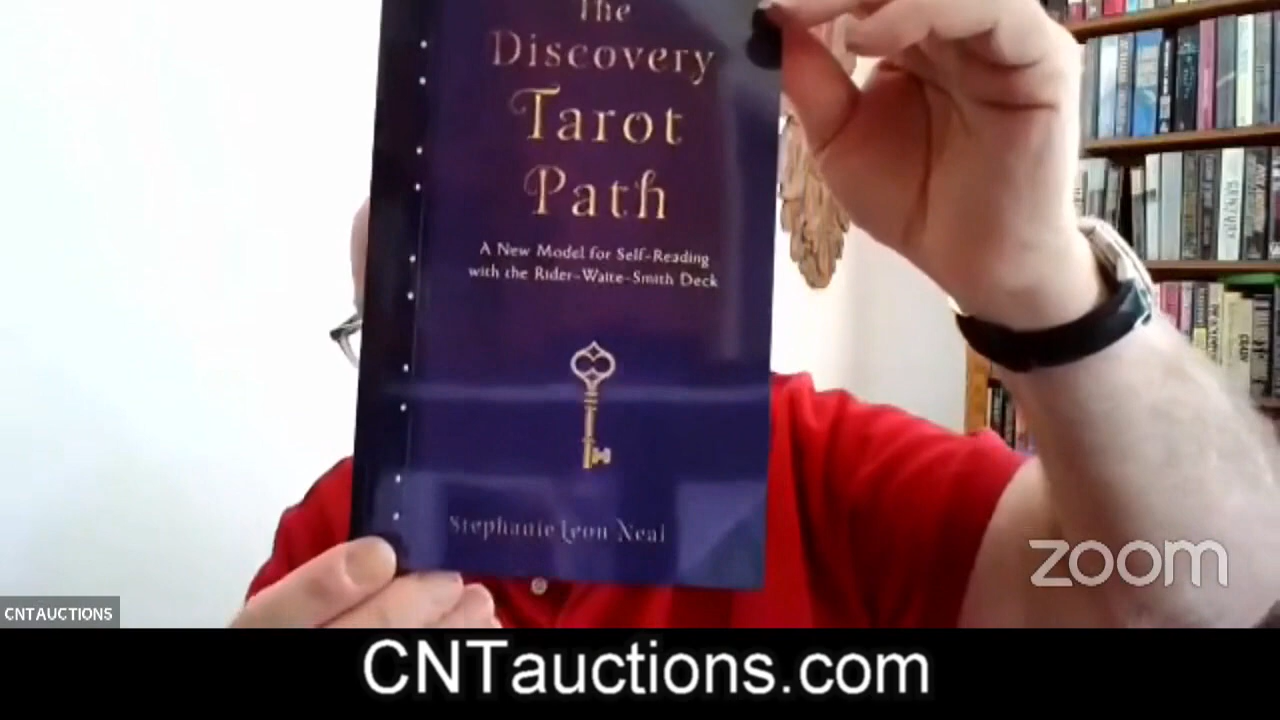 The
Discovery
Tarot
Path
A New Model for Self-Reading
with the Rider-Waite-Smith Deck
Stephanie Leon Neal
zoom
CNTAUCTIONS
CNTauctions.com